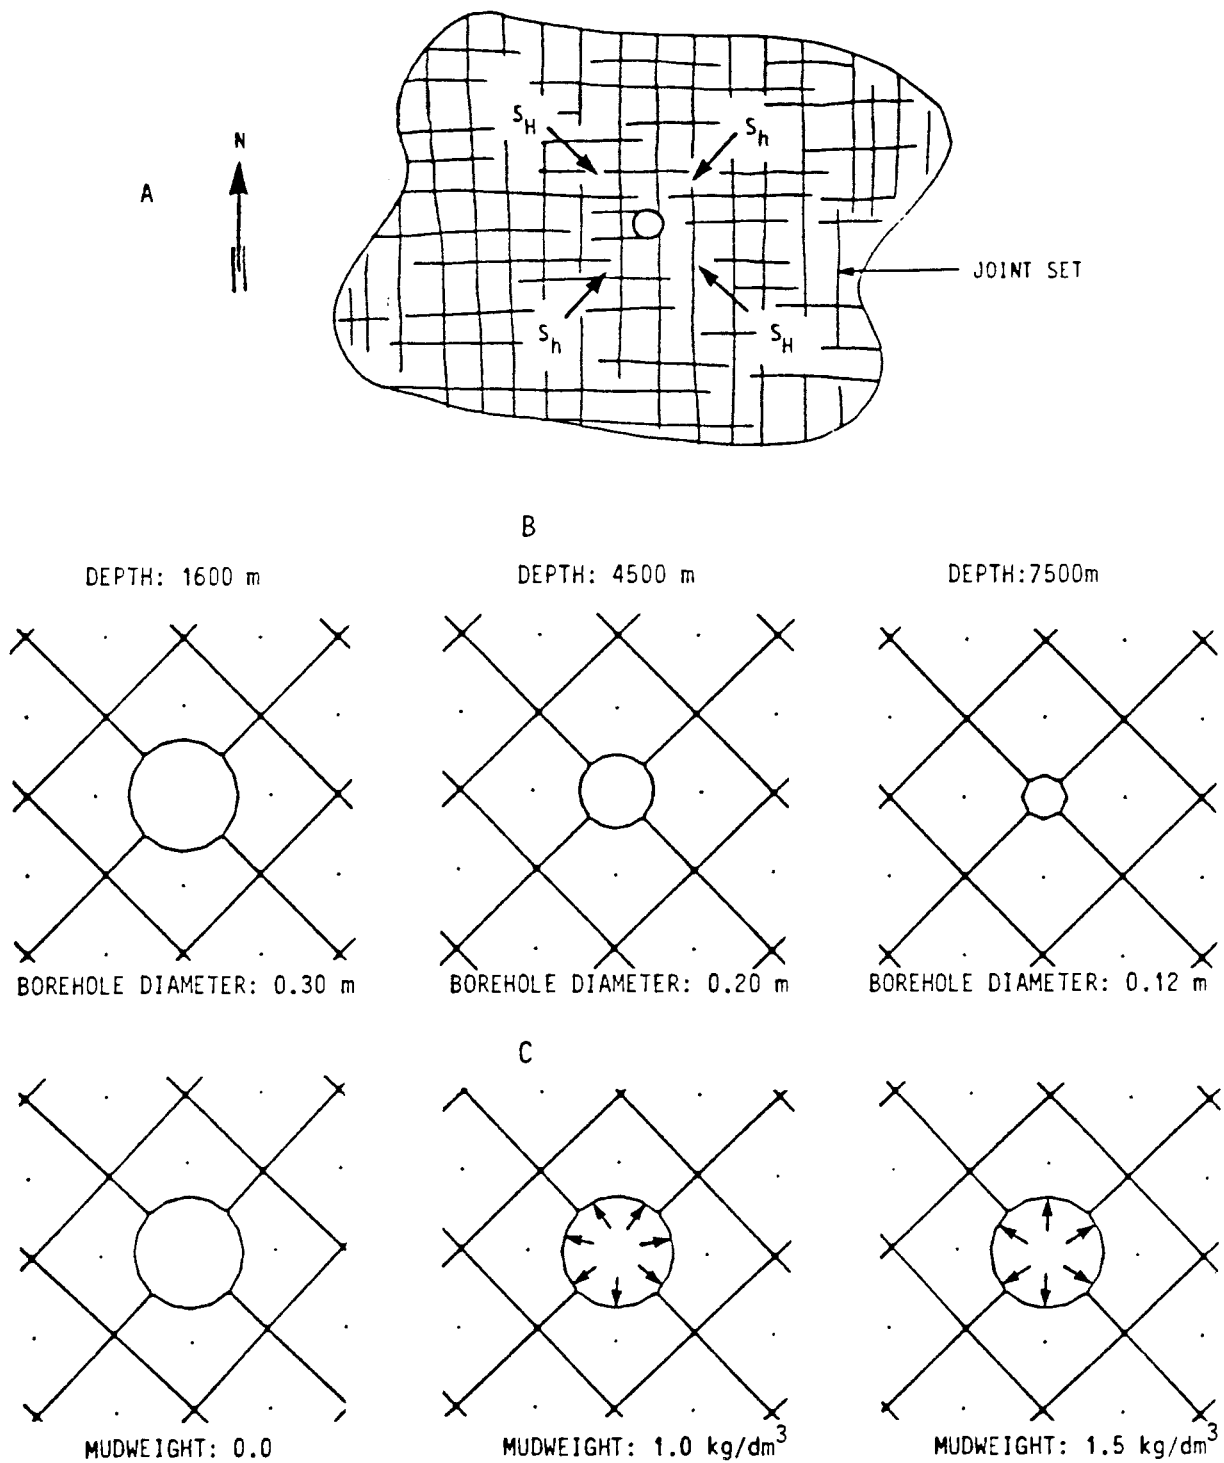 S_H
S_h
N
A
JOINT SET
S_h
S_H
B
DEPTH: 1600 m
DEPTH: 4500 m
DEPTH:7500m
BOREHOLE DIAMETER: 0.30 m
BOREHOLE DIAMETER: 0.20 m
BOREHOLE DIAMETER: 0.12 m
C
MUDWEIGHT: 0.0
MUDWEIGHT: 1.0 kg/dm³
MUDWEIGHT: 1.5 kg/dm³